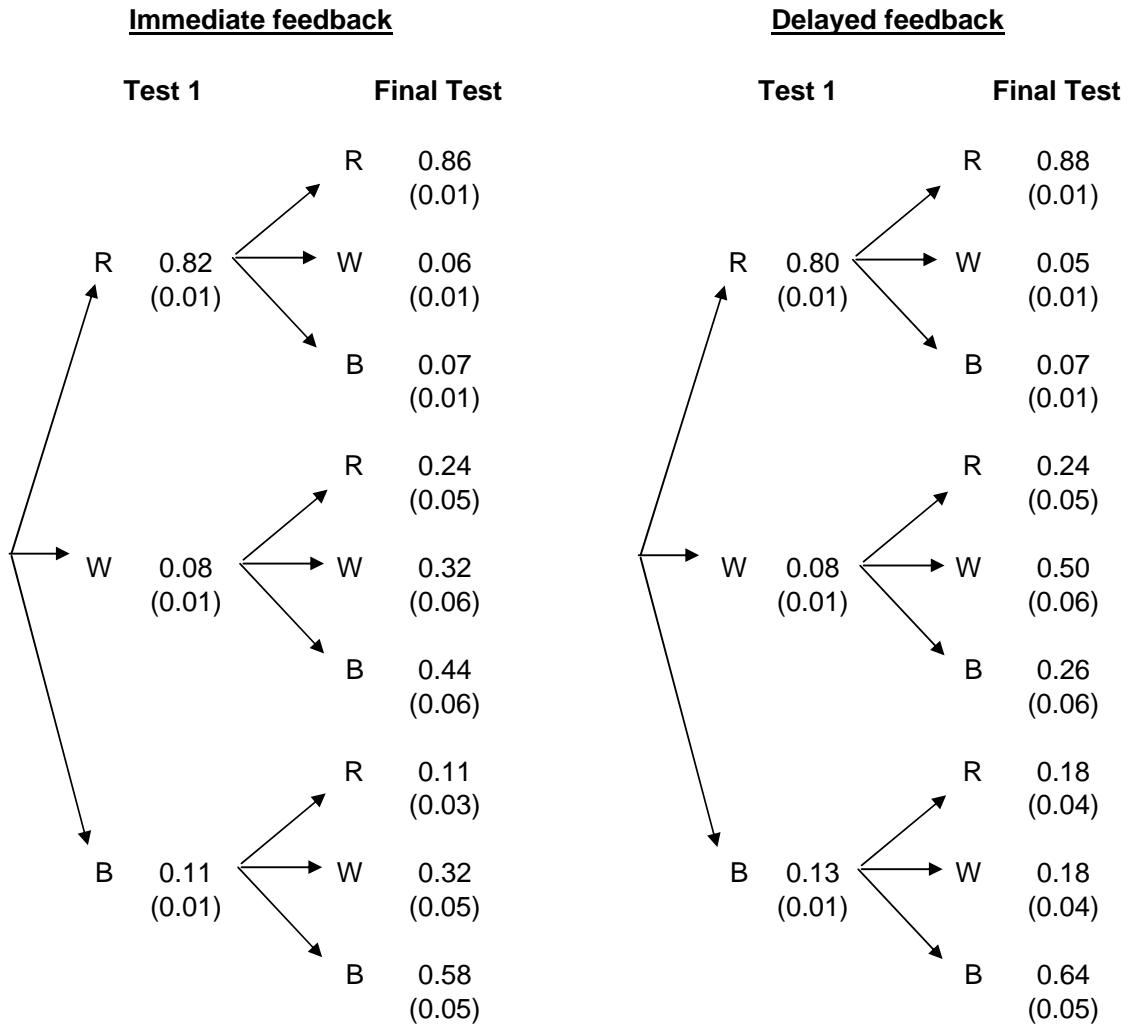 Immediate feedback
Test 1 Final Test
R 0.86
(0.01)
R 0.82 W 0.06
(0.01) (0.01)
B 0.07
(0.01)
R 0.24
(0.05)
W 0.08 W 0.32
(0.01) (0.06)
B 0.44
(0.06)
R 0.11
(0.03)
B 0.11 W 0.32
(0.01) (0.05)
B 0.58
(0.05)
Delayed feedback
Test 1 Final Test
R 0.88
(0.01)
R 0.80 W 0.05
(0.01) (0.01)
B 0.07
(0.01)
R 0.24
(0.05)
W 0.08 W 0.50
(0.01) (0.06)
B 0.26
(0.06)
R 0.18
(0.04)
B 0.13 W 0.18
(0.01) (0.04)
B 0.64
(0.05)